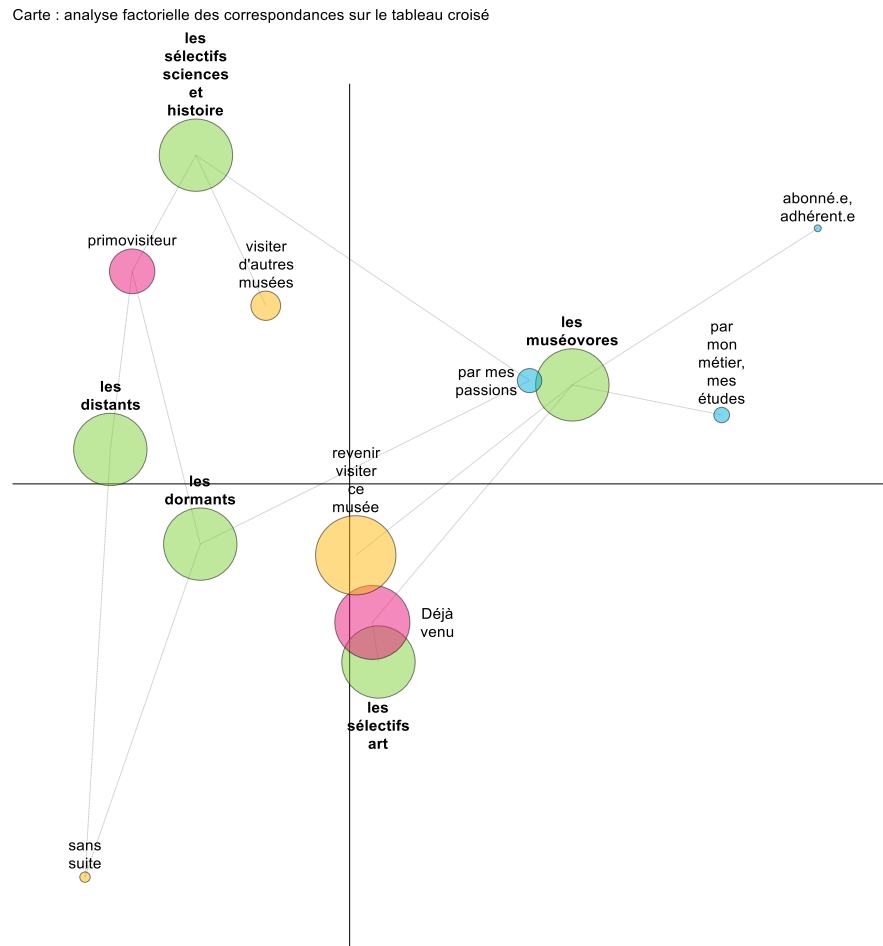 Carte : analyse factorielle des correspondances sur le tableau croisé
les
sélectifs
sciences
et
histoire
abonné.e,
adhérent.e
primovisiteur
visiter
d'autres
musées
les
muséovores
par
mon
métier,
mes
études
par mes
passions
les
distants
revenir
visiter
ce
musée
les
dormants
Déjà
venu
les
sélectifs
art
sans
suite